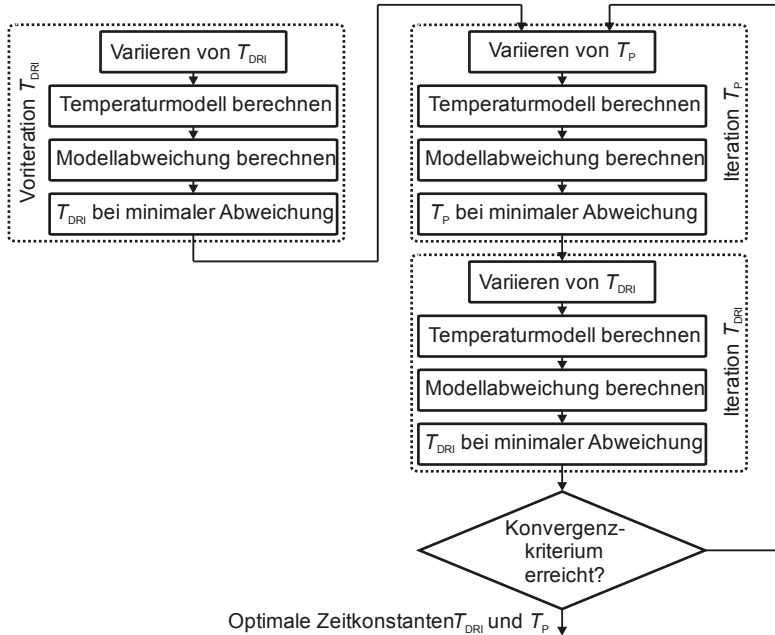 Voriteration T_DRI
Variieren von T_DRI
Temperaturmodell berechnen
Modellabweichung berechnen
T_DRI bei minimaler Abweichung
Iteration T_P
Variieren von T_P
Temperaturmodell berechnen
Modellabweichung berechnen
T_P bei minimaler Abweichung
Iteration T_DRI
Variieren von T_DRI
Temperaturmodell berechnen
Modellabweichung berechnen
T_DRI bei minimaler Abweichung
Konvergenz-
kriterium
erreicht?
Optimale Zeitkonstanten T_DRI und T_P